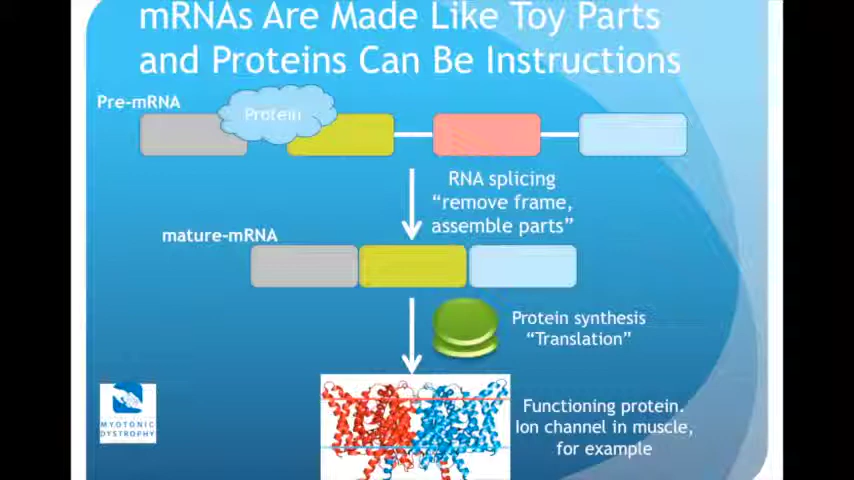 mRNAs Are Made Like Toy Parts
and Proteins Can Be Instructions
Pre-mRNA
Protein
RNA splicing
“remove frame,
assemble parts”
mature-mRNA
Protein synthesis
“Translation”
Functioning protein.
Ion channel in muscle,
for example
MYOTONIC
DYSTROPHY